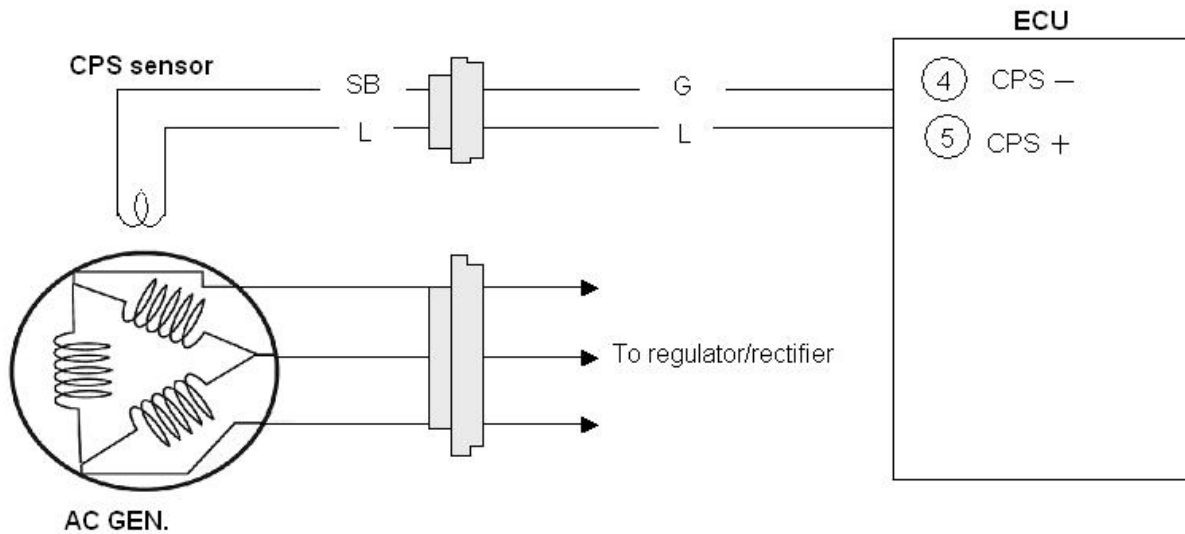 ECU
CPS sensor
SB
G
4 CPS –
L
L
5 CPS +
To regulator/rectifier
AC GEN.